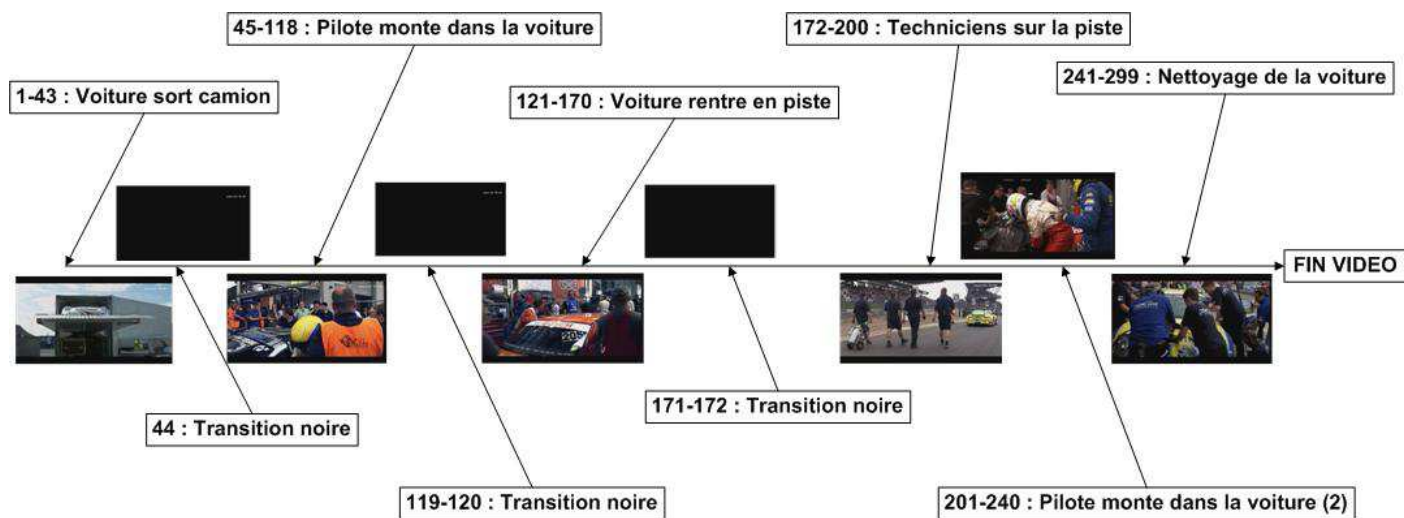 45-118 : Pilote monte dans la voiture
172-200 : Techniciens sur la piste
241-299 : Nettoyage de la voiture
1-43 : Voiture sort camion
121-170 : Voiture rentre en piste
FIN VIDEO
171-172 : Transition noire
44 : Transition noire
119-120 : Transition noire
201-240 : Pilote monte dans la voiture (2)